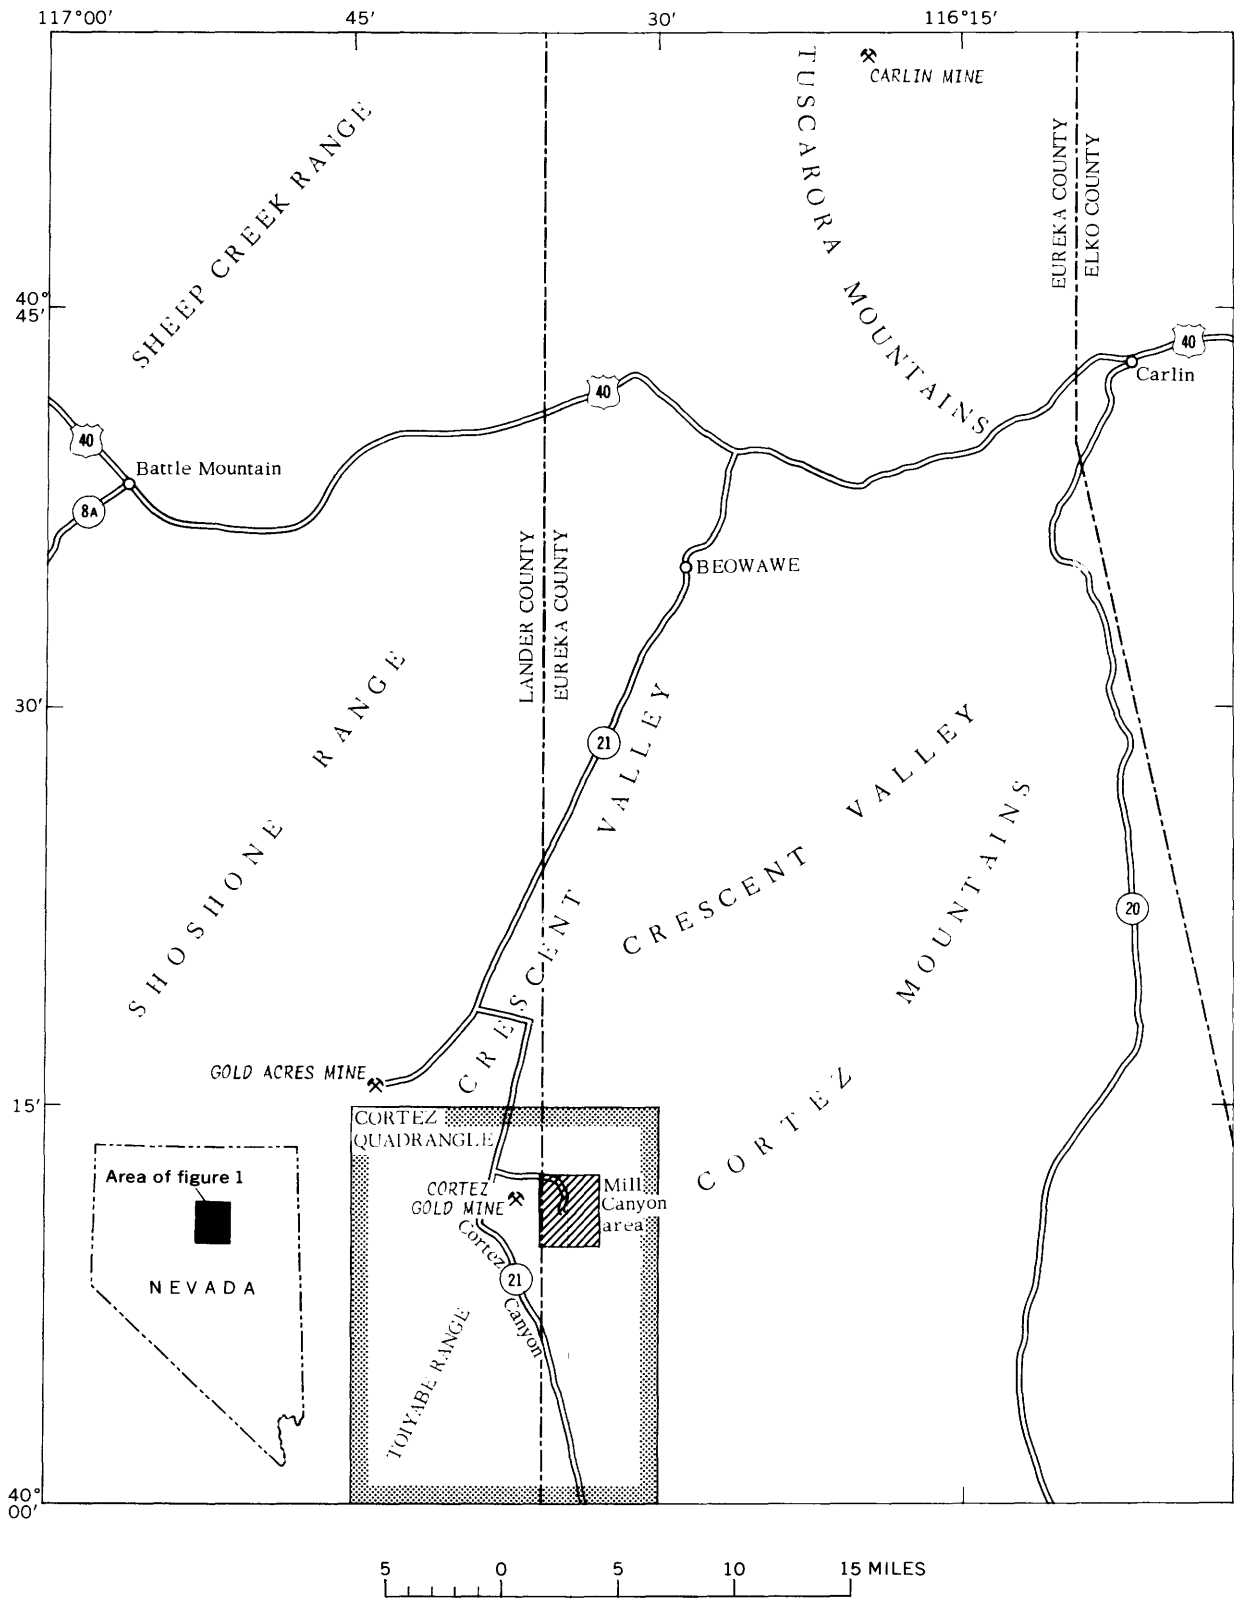 117°00′ 45′ 30′ 116°15′
CARLIN MINE
TUSCARORA MOUNTAINS
SHEEP CREEK RANGE
EUREKA COUNTY
ELKO COUNTY
40°
45′
40
Carlin
40
40
Battle Mountain
8A
BEOWAWE
LANDER COUNTY
EUREKA COUNTY
30′
SHOSHONE RANGE
21
CRESCENT VALLEY
CRESCENT VALLEY
CORTEZ MOUNTAINS
20
GOLD ACRES MINE
15′
CORTEZ
QUADRANGLE
Area of figure 1
NEVADA
CORTEZ
GOLD MINE
Mill
Canyon
area
Cortez Canyon
21
TOIYABE RANGE
40°
00′
5 0 5 10 15 MILES